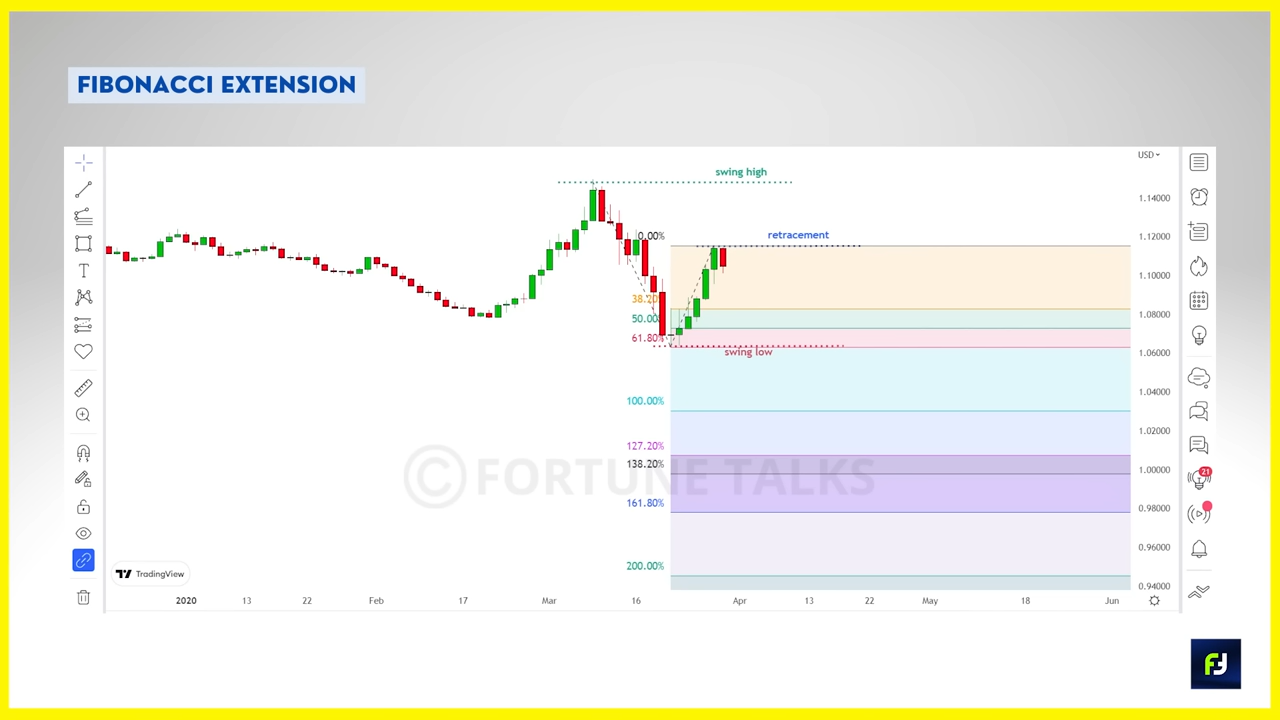 FIBONACCI EXTENSION
USD
swing high
1.14000
0.00%
retracement
1.12000
1.10000
38.20%
1.08000
50.00%
61.80%
swing low
1.06000
1.04000
100.00%
1.02000
127.20%
138.20%
1.00000
© FORTUNE TALKS
21
161.80%
0.98000
0.96000
200.00%
TradingView
0.94000
2020 13 22 Feb 17 Mar 16 Apr 13 22 May 18 Jun